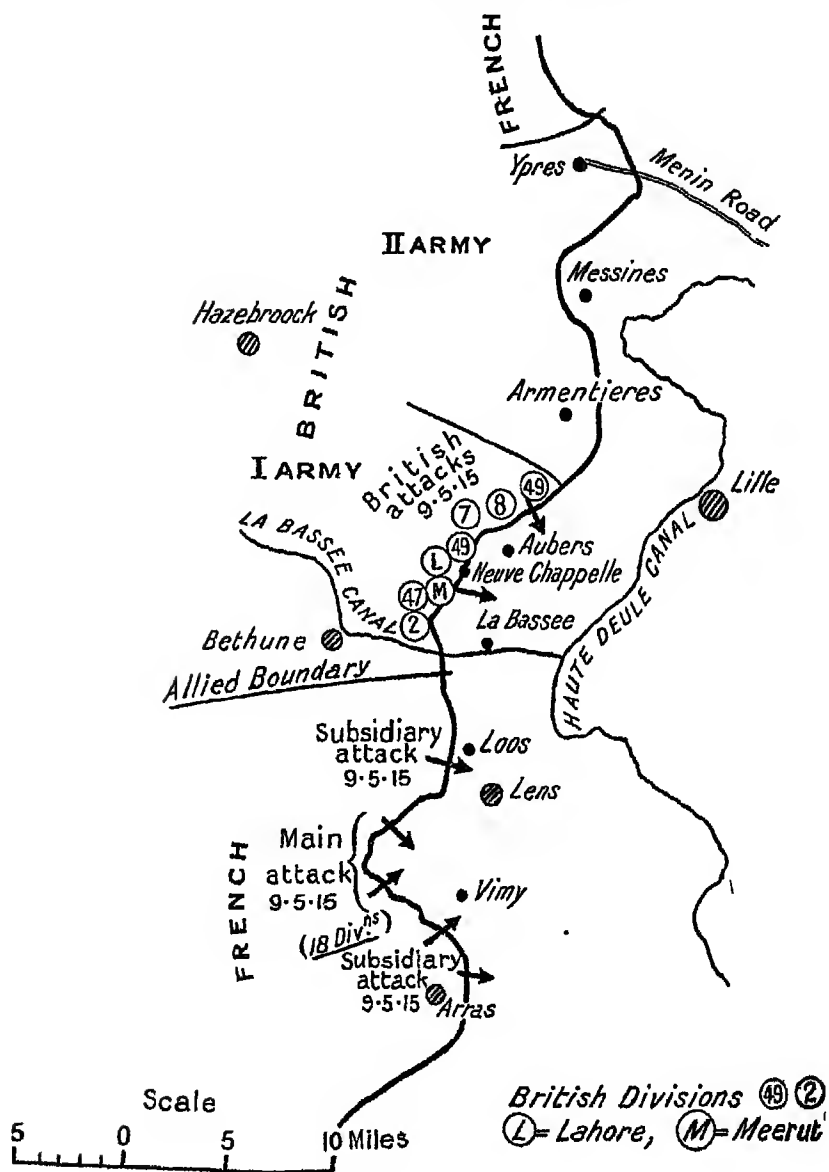 FRENCH
Ypres
Menin Road
II ARMY
Messines
Hazebroock
BRITISH
Armentieres
I ARMY
British
attacks
9.5.15
49
8
7
Lille
LA BASSEE CANAL
49
Aubers
L
Neuve Chappelle
47
M
2
La Bassee
Bethune
HAUTE DEULE CANAL
Allied Boundary
Subsidiary
attack
9.5.15
Loos
Lens
FRENCH
Main
attack
9.5.15
(18 Divns)
Vimy
Subsidiary
attack
9.5.15
Arras
Scale
5 0 5 10 Miles
British Divisions 49 2
L = Lahore, M = Meerut